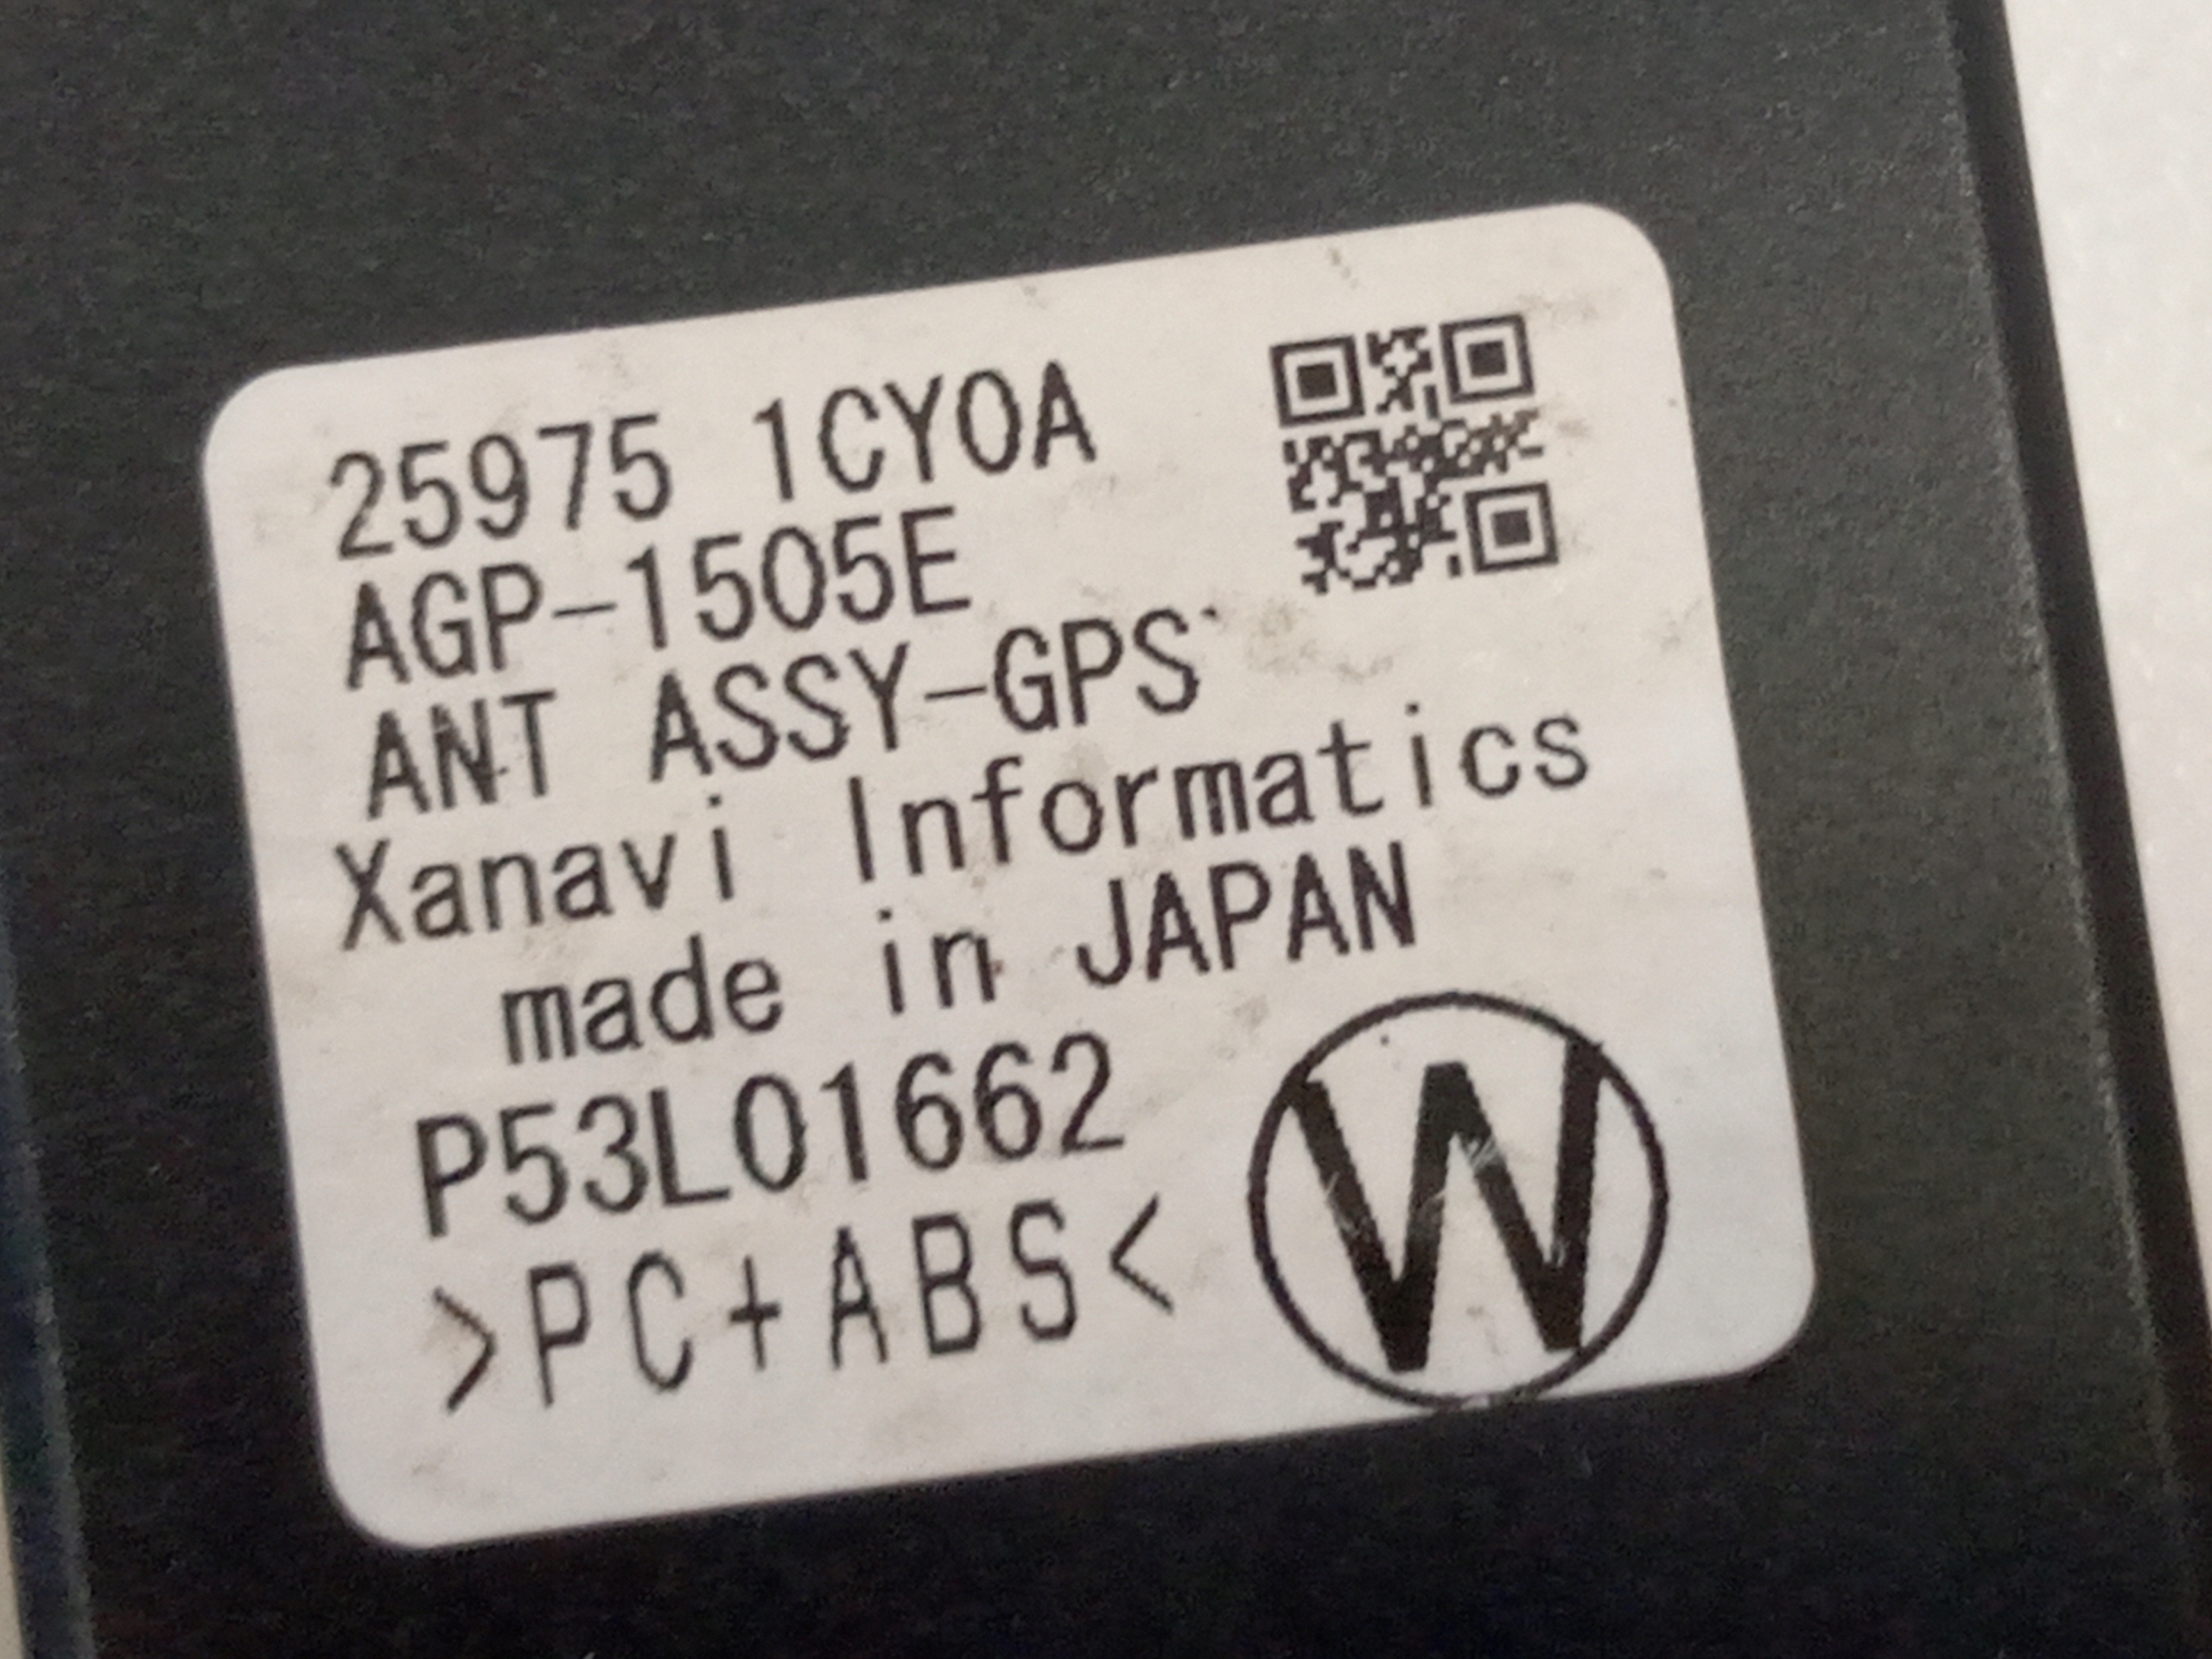 25975 1CY0A
AGP-1505E
ANT ASSY-GPS
Xanavi Informatics
made in JAPAN
P53L01662
>PC+ABS<
W